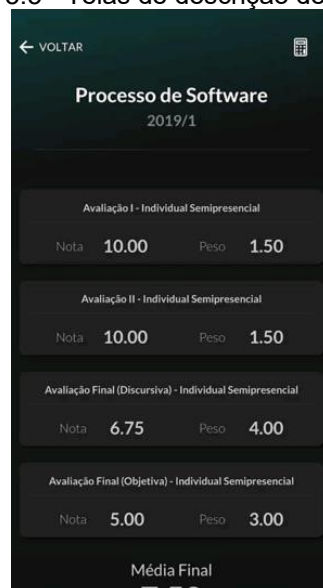 ← VOLTAR
Processo de Software
2019/1
Avaliação I - Individual Semipresencial
Nota 10.00 Peso 1.50
Avaliação II - Individual Semipresencial
Nota 10.00 Peso 1.50
Avaliação Final (Discursiva) - Individual Semipresencial
Nota 6.75 Peso 4.00
Avaliação Final (Objetiva) - Individual Semipresencial
Nota 5.00 Peso 3.00
Média Final